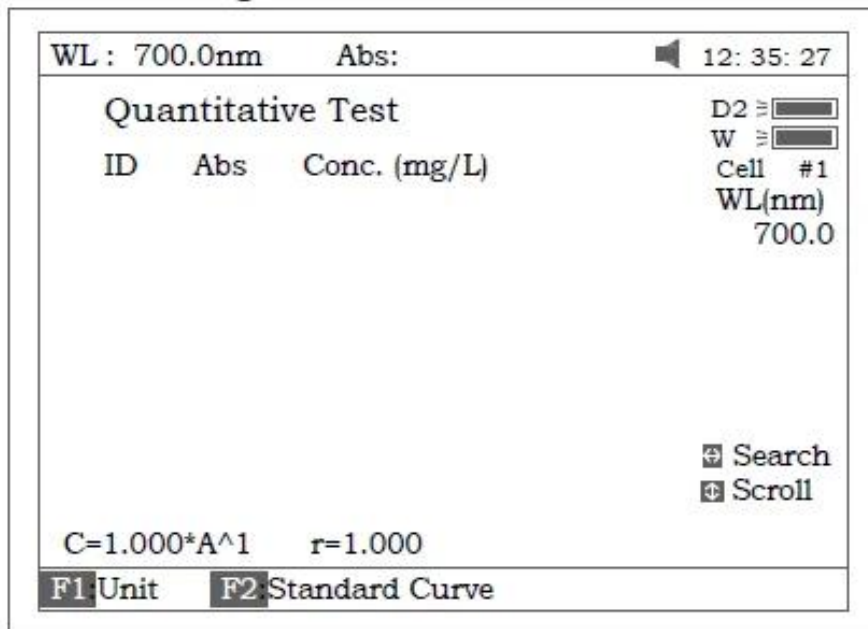 WL : 700.0nm Abs: 12: 35: 27
Quantitative Test
ID Abs Conc. (mg/L)
D2
W
Cell #1
WL(nm)
700.0
Search
Scroll
C=1.000*A^1 r=1.000
F1:Unit F2:Standard Curve